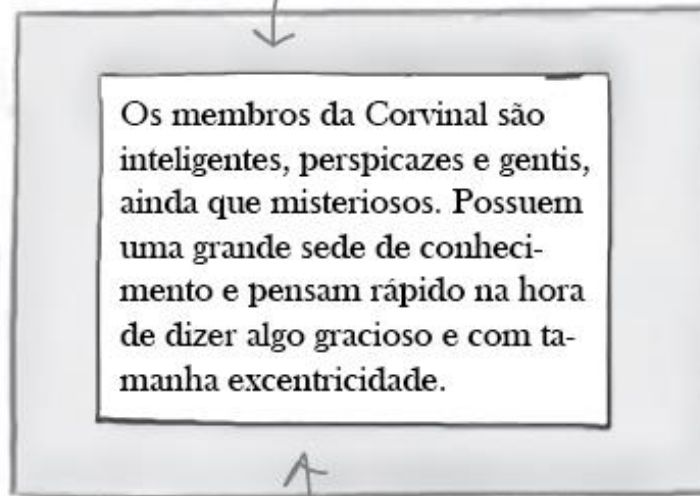 Os membros da Corvinal são
inteligentes, perspicazes e gentis,
ainda que misteriosos. Possuem
uma grande sede de conheci-
mento e pensam rápido na hora
de dizer algo gracioso e com ta-
manha excentricidade.